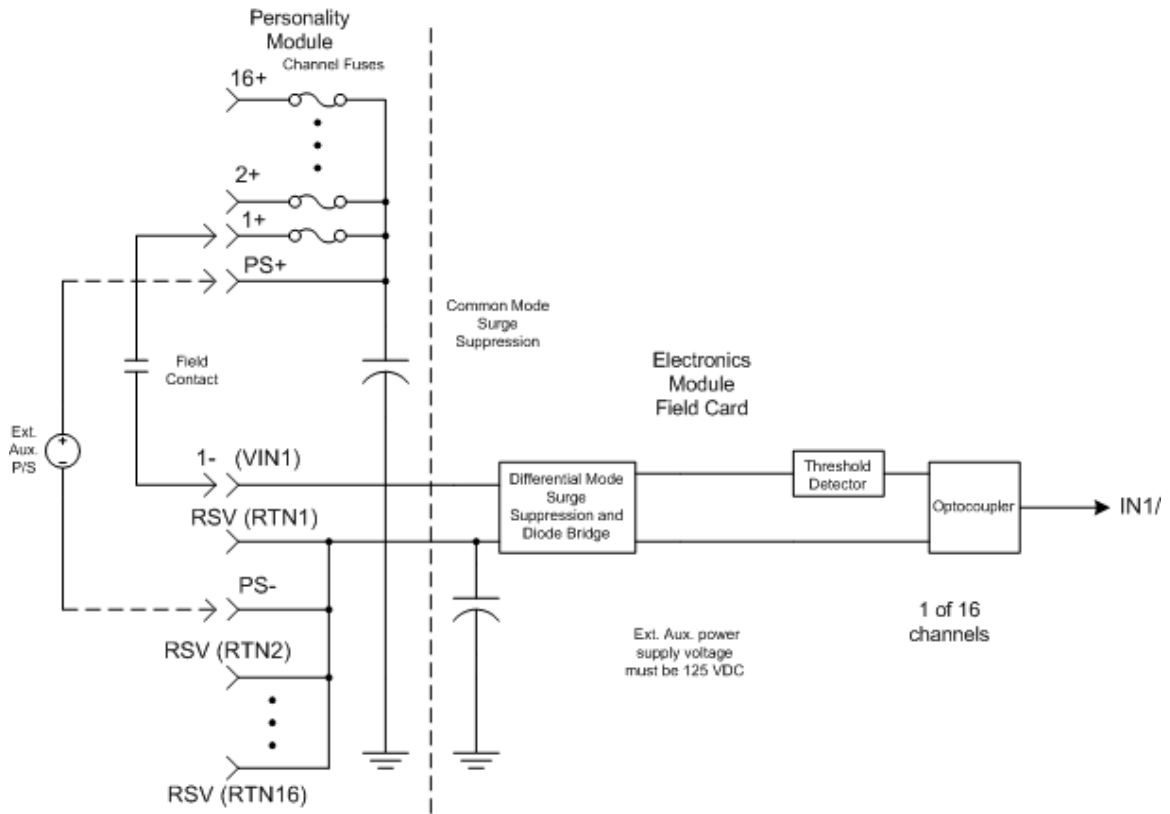 Personality
Module
Channel Fuses
16+
2+
1+
PS+
Common Mode
Surge
Suppression
Electronics
Module
Field Card
Field
Contact
Ext.
Aux.
P/S
+
−
1- (VIN1)
Differential Mode
Surge
Suppression and
Diode Bridge
Threshold
Detector
Optocoupler
IN1/
RSV (RTN1)
PS-
1 of 16
channels
Ext. Aux. power
supply voltage
must be 125 VDC
RSV (RTN2)
RSV (RTN16)